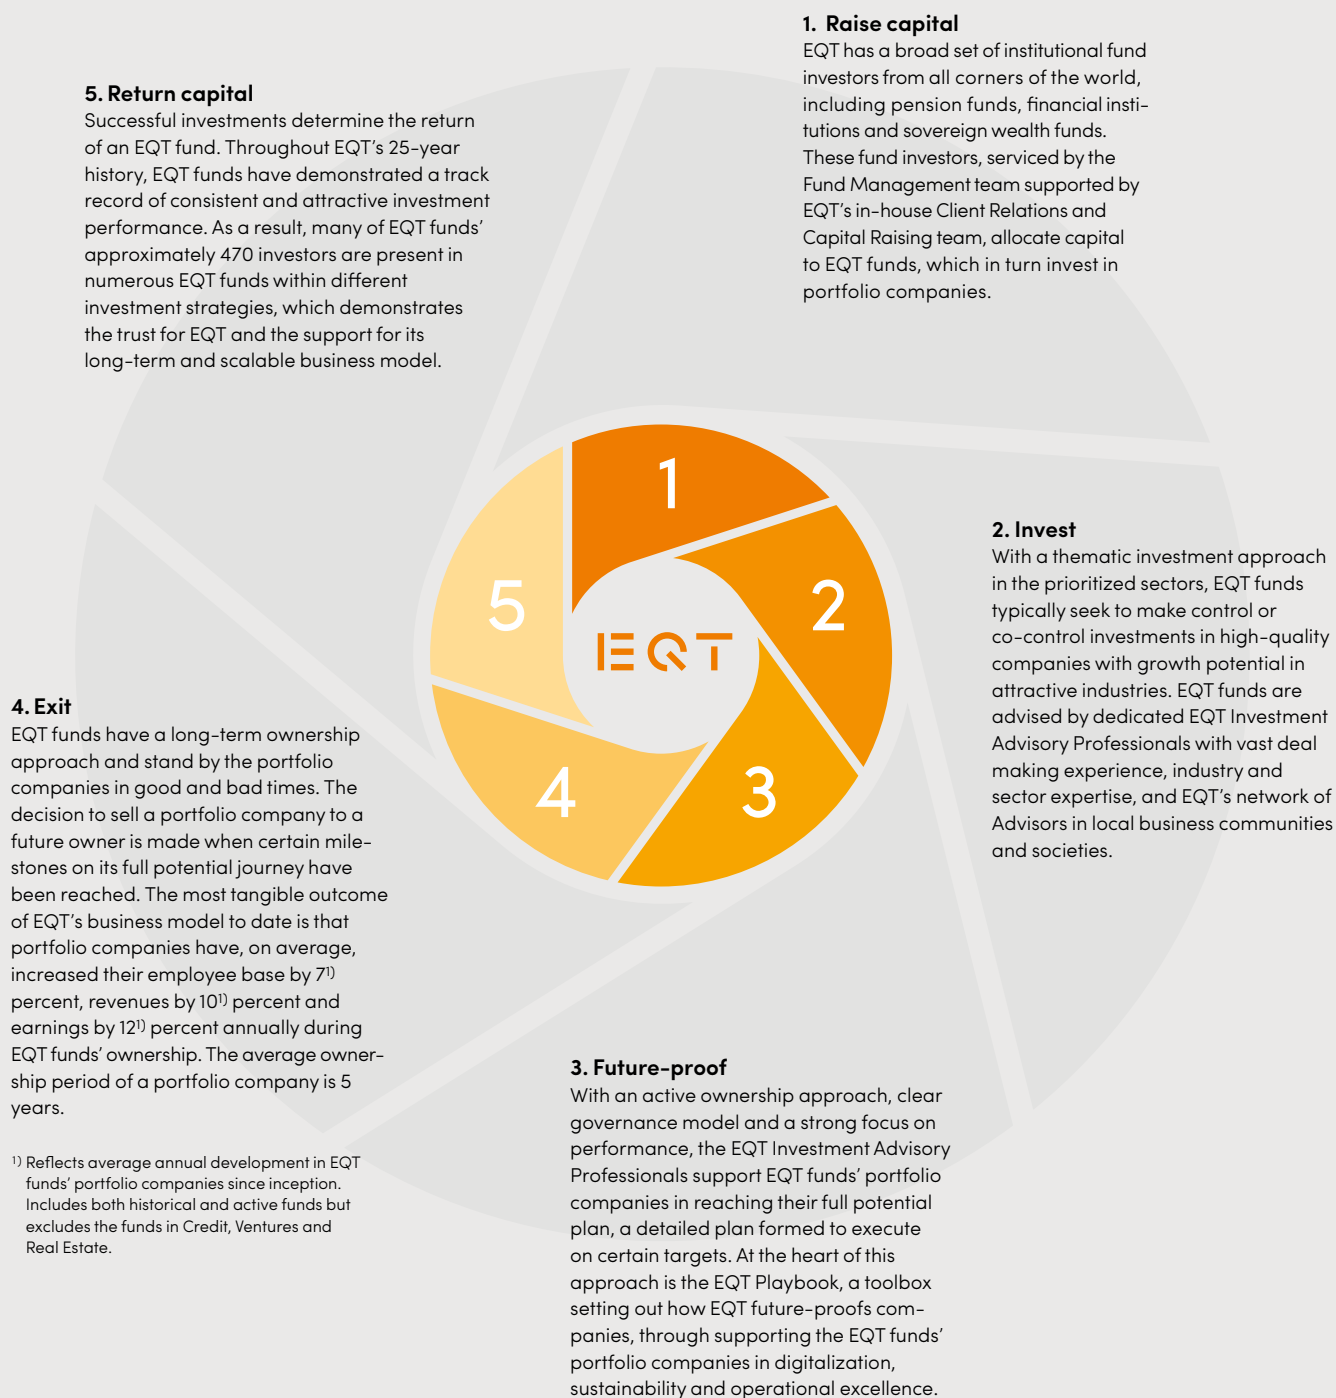 1. Raise capital
EQT has a broad set of institutional fund
investors from all corners of the world,
including pension funds, financial insti-
tutions and sovereign wealth funds.
These fund investors, serviced by the
Fund Management team supported by
EQT's in-house Client Relations and
Capital Raising team, allocate capital
to EQT funds, which in turn invest in
portfolio companies.
5. Return capital
Successful investments determine the return
of an EQT fund. Throughout EQT's 25-year
history, EQT funds have demonstrated a track
record of consistent and attractive investment
performance. As a result, many of EQT funds'
approximately 470 investors are present in
numerous EQT funds within different
investment strategies, which demonstrates
the trust for EQT and the support for its
long-term and scalable business model.
1
2
3
4
5
EQT
2. Invest
With a thematic investment approach
in the prioritized sectors, EQT funds
typically seek to make control or
co-control investments in high-quality
companies with growth potential in
attractive industries. EQT funds are
advised by dedicated EQT Investment
Advisory Professionals with vast deal
making experience, industry and
sector expertise, and EQT's network of
Advisors in local business communities
and societies.
4. Exit
EQT funds have a long-term ownership
approach and stand by the portfolio
companies in good and bad times. The
decision to sell a portfolio company to a
future owner is made when certain mile-
stones on its full potential journey have
been reached. The most tangible outcome
of EQT's business model to date is that
portfolio companies have, on average,
increased their employee base by 7¹⁾
percent, revenues by 10¹⁾ percent and
earnings by 12¹⁾ percent annually during
EQT funds' ownership. The average owner-
ship period of a portfolio company is 5
years.
¹⁾ Reflects average annual development in EQT
funds' portfolio companies since inception.
Includes both historical and active funds but
excludes the funds in Credit, Ventures and
Real Estate.
3. Future-proof
With an active ownership approach, clear
governance model and a strong focus on
performance, the EQT Investment Advisory
Professionals support EQT funds' portfolio
companies in reaching their full potential
plan, a detailed plan formed to execute
on certain targets. At the heart of this
approach is the EQT Playbook, a toolbox
setting out how EQT future-proofs com-
panies, through supporting the EQT funds'
portfolio companies in digitalization,
sustainability and operational excellence.